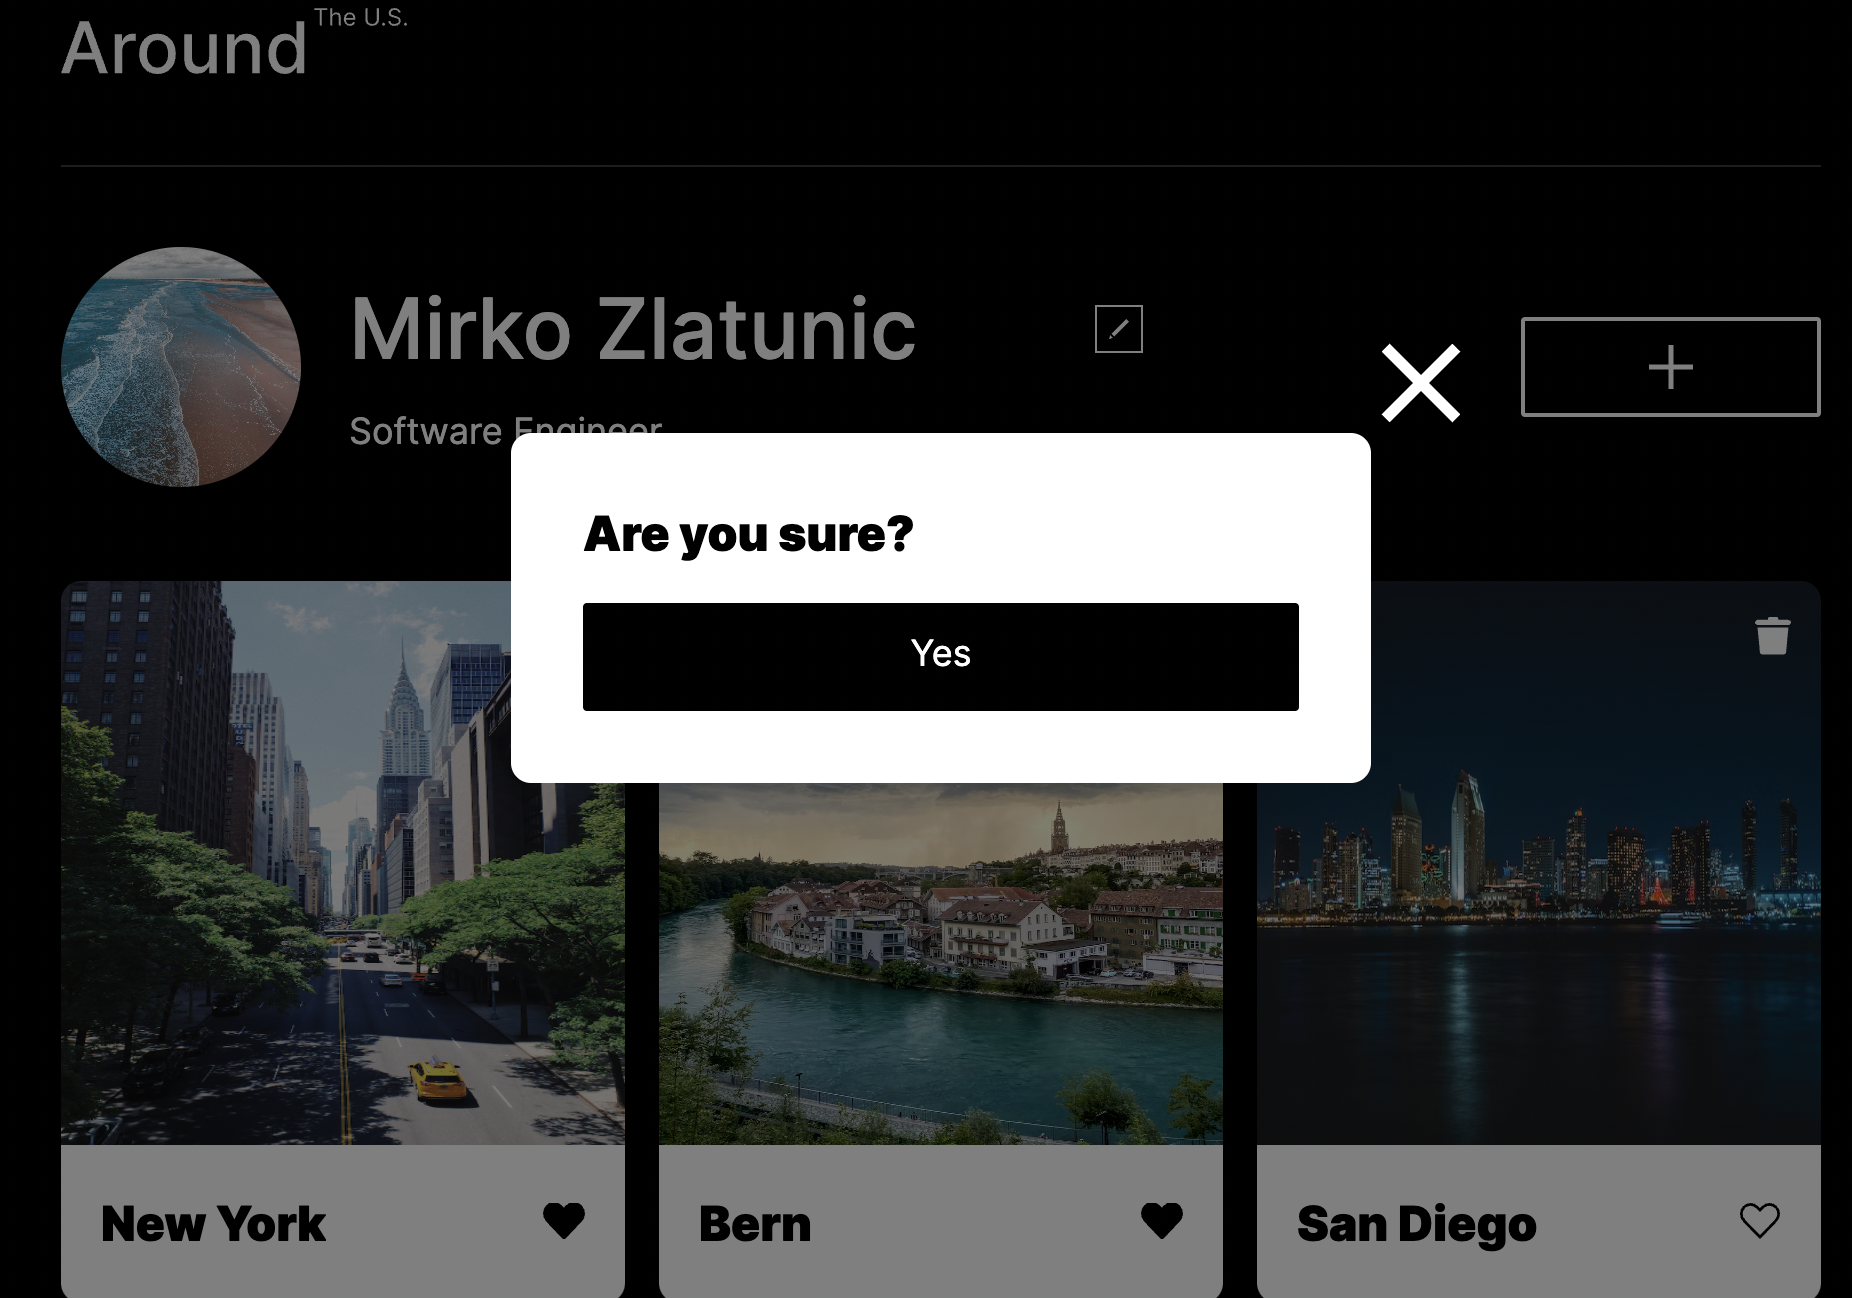 Around The U.S.
Mirko Zlatunic
Software Engineer
Are you sure?
Yes
New York
Bern
San Diego